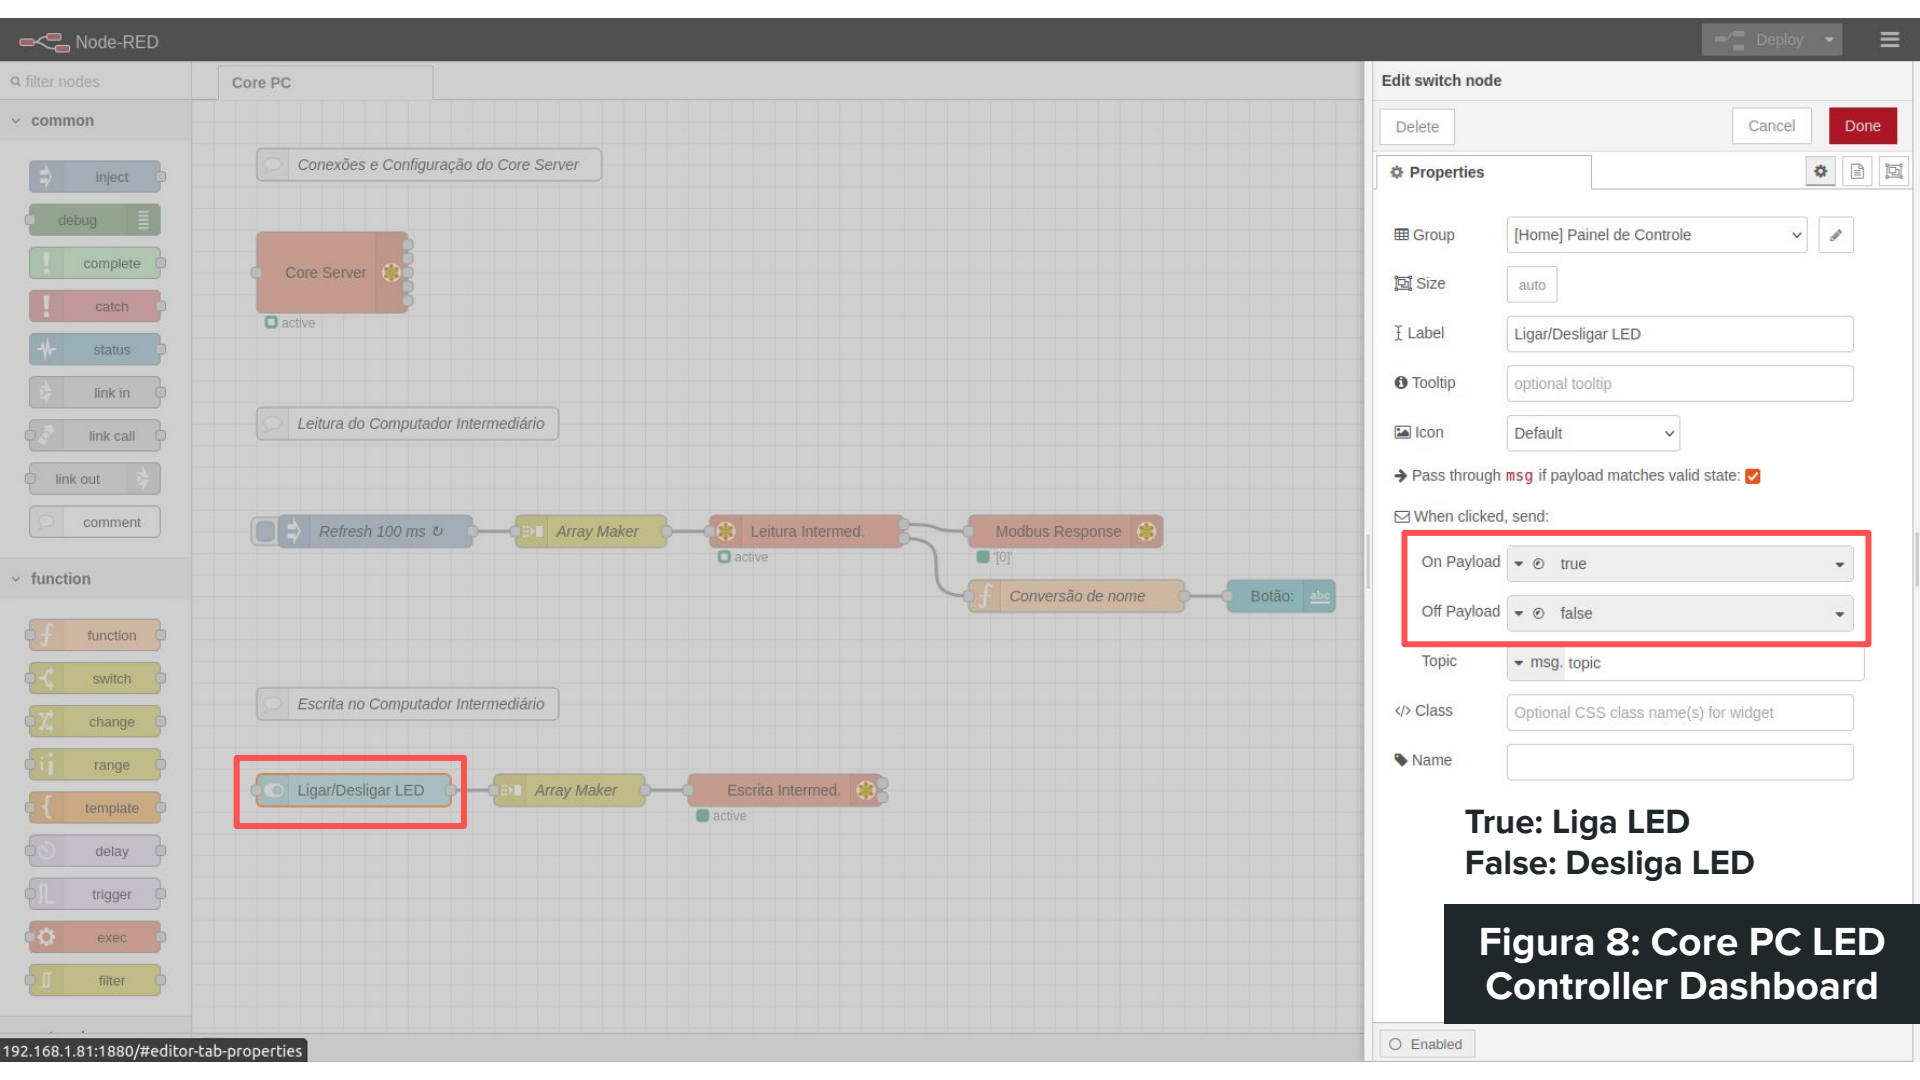 Node-RED
Deploy
filter nodes
Core PC
common
inject
debug
complete
catch
status
link in
link call
link out
comment
function
function
switch
change
range
template
delay
trigger
exec
filter
192.168.1.81:1880/#editor-tab-properties
Conexões e Configuração do Core Server
Core Server
active
Leitura do Computador Intermediário
Refresh 100 ms ↻
Array Maker
Leitura Intermed.
active
Modbus Response
'[0]'
Conversão de nome
Botão:
abc
Escrita no Computador Intermediário
Ligar/Desligar LED
Array Maker
Escrita Intermed.
active
Edit switch node
Delete
Cancel
Done
Properties
Group
[Home] Painel de Controle
Size
auto
Label
Ligar/Desligar LED
Tooltip
optional tooltip
Icon
Default
Pass through msg if payload matches valid state:
When clicked, send:
On Payload
true
Off Payload
false
Topic
msg. topic
</> Class
Optional CSS class name(s) for widget
Name
True: Liga LED
False: Desliga LED
Figura 8: Core PC LED
Controller Dashboard
Enabled